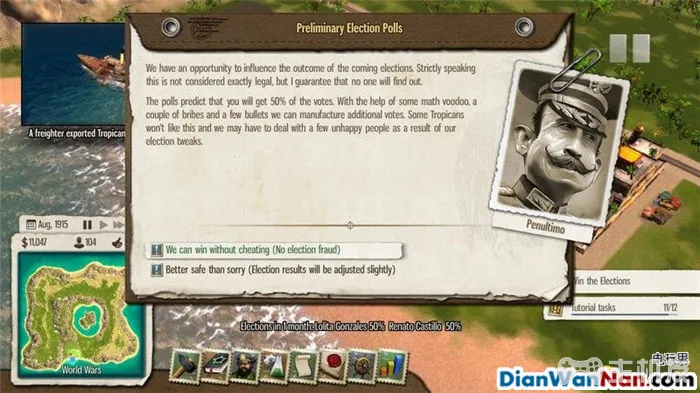 Preliminary Election Polls
We have an opportunity to influence the outcome of the coming elections. Strictly speaking
this is not considered exactly legal, but I guarantee that no one will find out.
The polls predict that you will get 50% of the votes. With the help of some math voodoo, a
couple of bribes and a few bullets we can manufacture additional votes. Some Tropicans
won't like this and we may have to deal with a few unhappy people as a result of our
election tweaks.
Penultimo
A freighter exported Tropican
Aug, 1915
$11,047
104
We can win without cheating (No election fraud)
Better safe than sorry (Election results will be adjusted slightly)
Win the Elections
Tutorial tasks 11/12
Elections in 1month: Lolita Gonzales 50% Renato Castillo 50%
World Wars
电玩男
DianWanNan.com